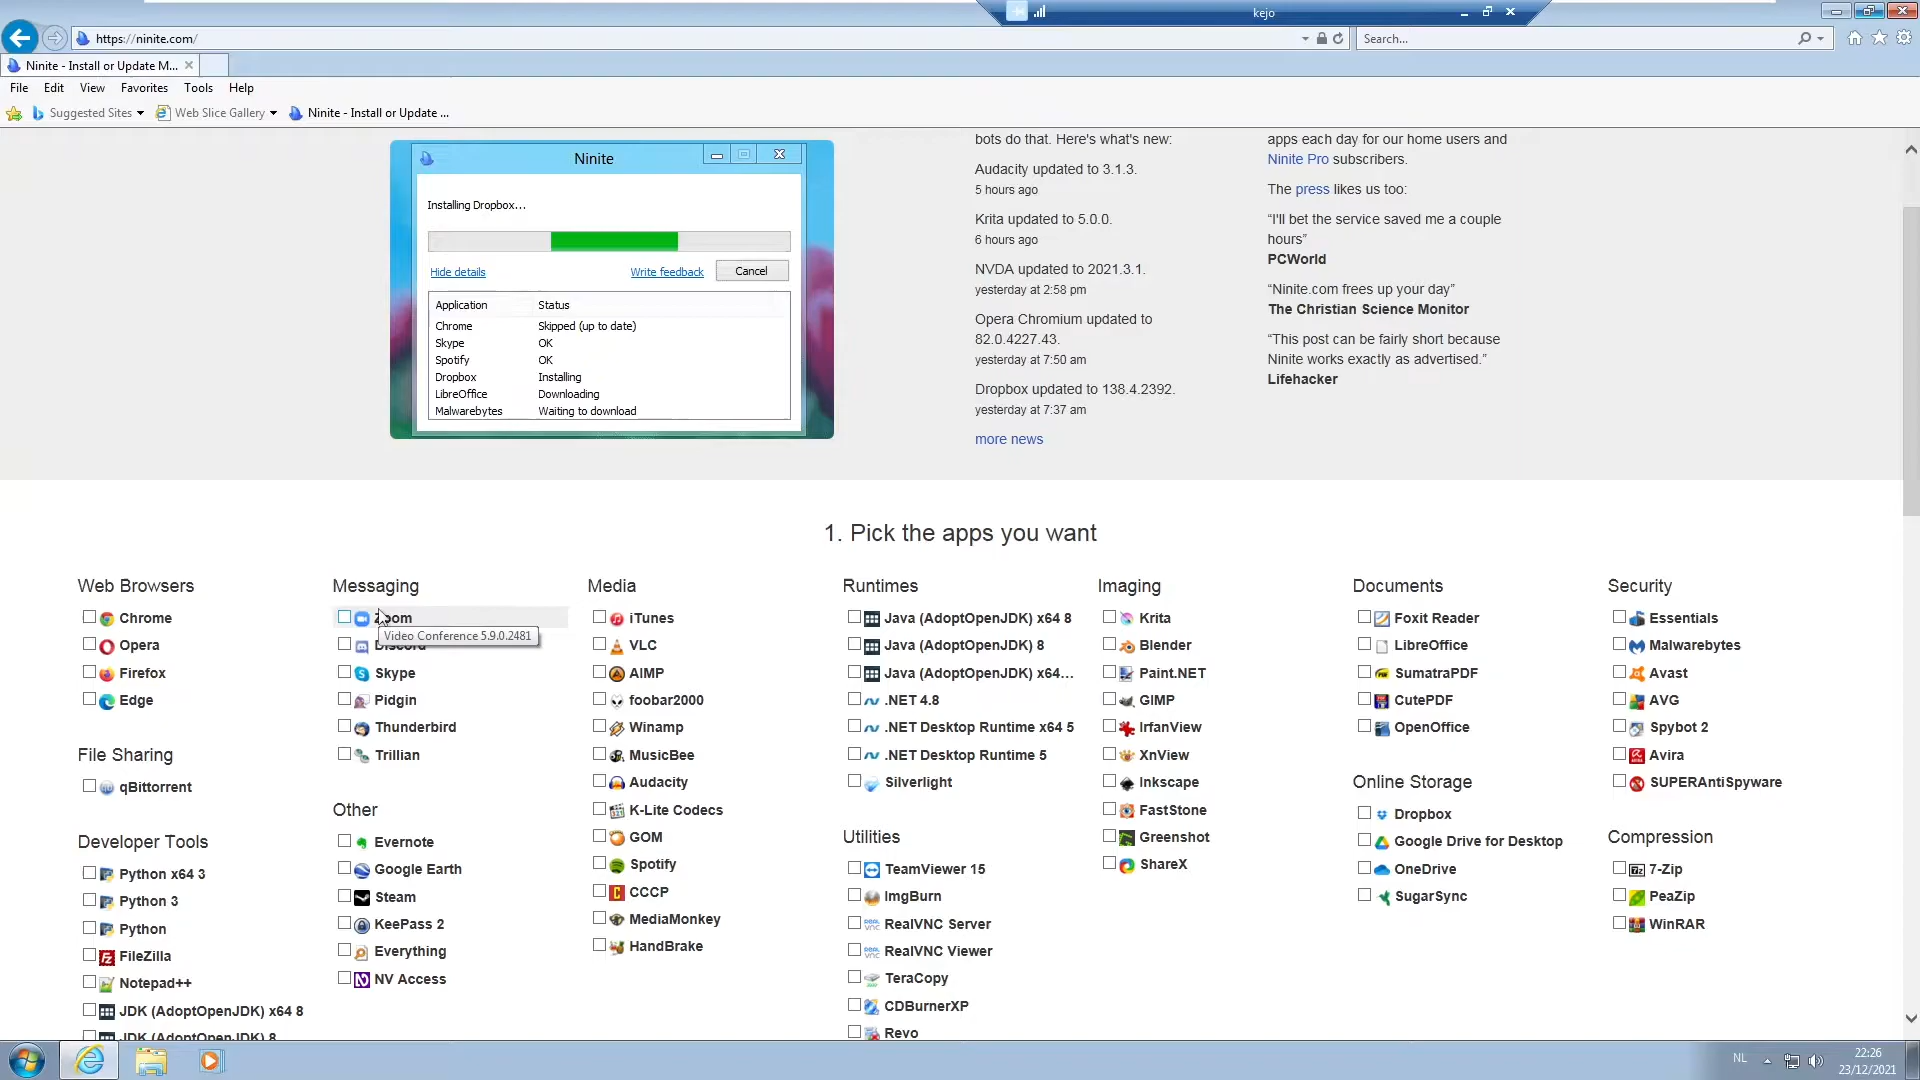 kejo
https://ninite.com/
Search...
Ninite - Install or Update M...
File Edit View Favorites Tools Help
Suggested Sites Web Slice Gallery Ninite - Install or Update ...
Ninite
Installing Dropbox...
Hide details Write feedback Cancel
Application Status
Chrome Skipped (up to date)
Skype OK
Spotify OK
Dropbox Installing
LibreOffice Downloading
Malwarebytes Waiting to download
bots do that. Here's what's new:
Audacity updated to 3.1.3.
5 hours ago
Krita updated to 5.0.0.
6 hours ago
NVDA updated to 2021.3.1.
yesterday at 2:58 pm
Opera Chromium updated to
82.0.4227.43.
yesterday at 7:50 am
Dropbox updated to 138.4.2392.
yesterday at 7:37 am
more news
apps each day for our home users and
Ninite Pro subscribers.
The press likes us too:
“I'll bet the service saved me a couple
hours”
PCWorld
“Ninite.com frees up your day”
The Christian Science Monitor
“This post can be fairly short because
Ninite works exactly as advertised.”
Lifehacker
1. Pick the apps you want
Web Browsers
Chrome
Opera
Firefox
Edge
File Sharing
qBittorrent
Developer Tools
Python x64 3
Python 3
Python
FileZilla
Notepad++
JDK (AdoptOpenJDK) x64 8
JDK (AdoptOpenJDK) 8
Messaging
Zoom
Video Conference 5.9.0.2481
Discord
Skype
Pidgin
Thunderbird
Trillian
Other
Evernote
Google Earth
Steam
KeePass 2
Everything
NV Access
Media
iTunes
VLC
AIMP
foobar2000
Winamp
MusicBee
Audacity
K-Lite Codecs
GOM
Spotify
CCCP
MediaMonkey
HandBrake
Runtimes
Java (AdoptOpenJDK) x64 8
Java (AdoptOpenJDK) 8
Java (AdoptOpenJDK) x64...
.NET 4.8
.NET Desktop Runtime x64 5
.NET Desktop Runtime 5
Silverlight
Utilities
TeamViewer 15
ImgBurn
RealVNC Server
RealVNC Viewer
TeraCopy
CDBurnerXP
Revo
Imaging
Krita
Blender
Paint.NET
GIMP
IrfanView
XnView
Inkscape
FastStone
Greenshot
ShareX
Documents
Foxit Reader
LibreOffice
SumatraPDF
CutePDF
OpenOffice
Online Storage
Dropbox
Google Drive for Desktop
OneDrive
SugarSync
Security
Essentials
Malwarebytes
Avast
AVG
Spybot 2
Avira
SUPERAntiSpyware
Compression
7-Zip
PeaZip
WinRAR
NL
22:26
23/12/2021